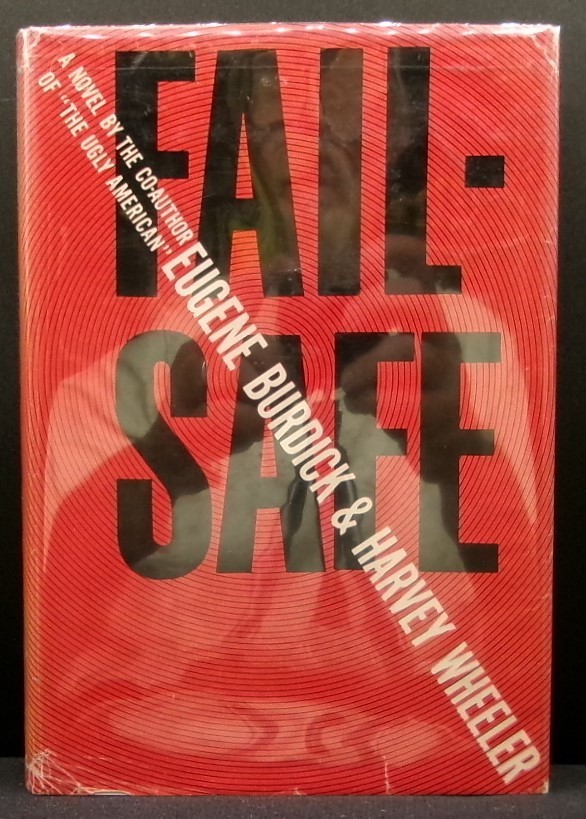 FAIL-
SAFE
A NOVEL BY THE CO-AUTHOR
OF "THE UGLY AMERICAN"
EUGENE BURDICK & HARVEY WHEELER